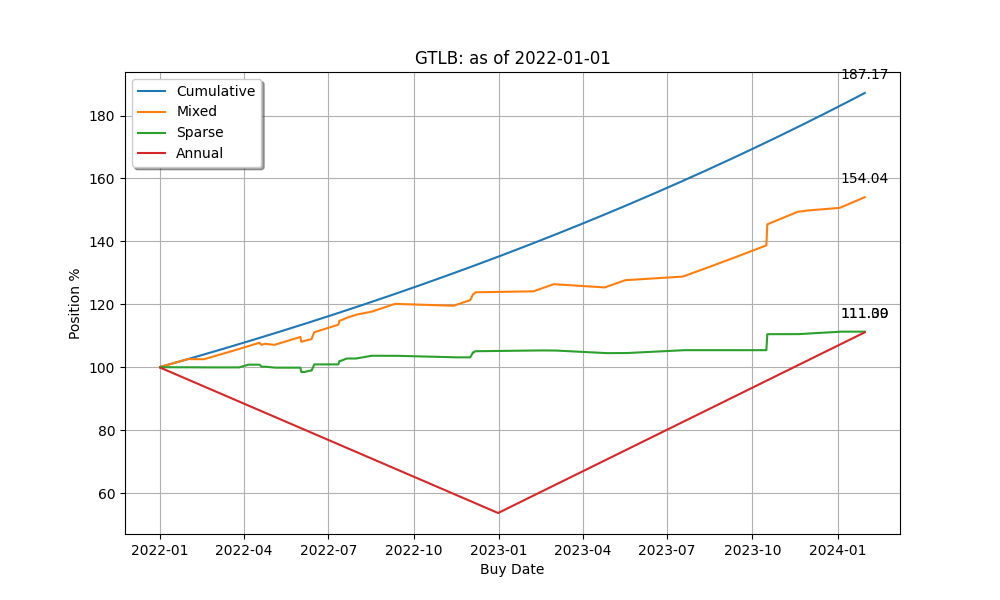 GTLB: as of 2022-01-01
187.17
Cumulative
Mixed
Sparse
Annual
154.04
180
160
140
120
100
80
60
Position %
2022-01 2022-04 2022-07 2022-10 2023-01 2023-04 2023-07 2023-10 2024-01
Buy Date